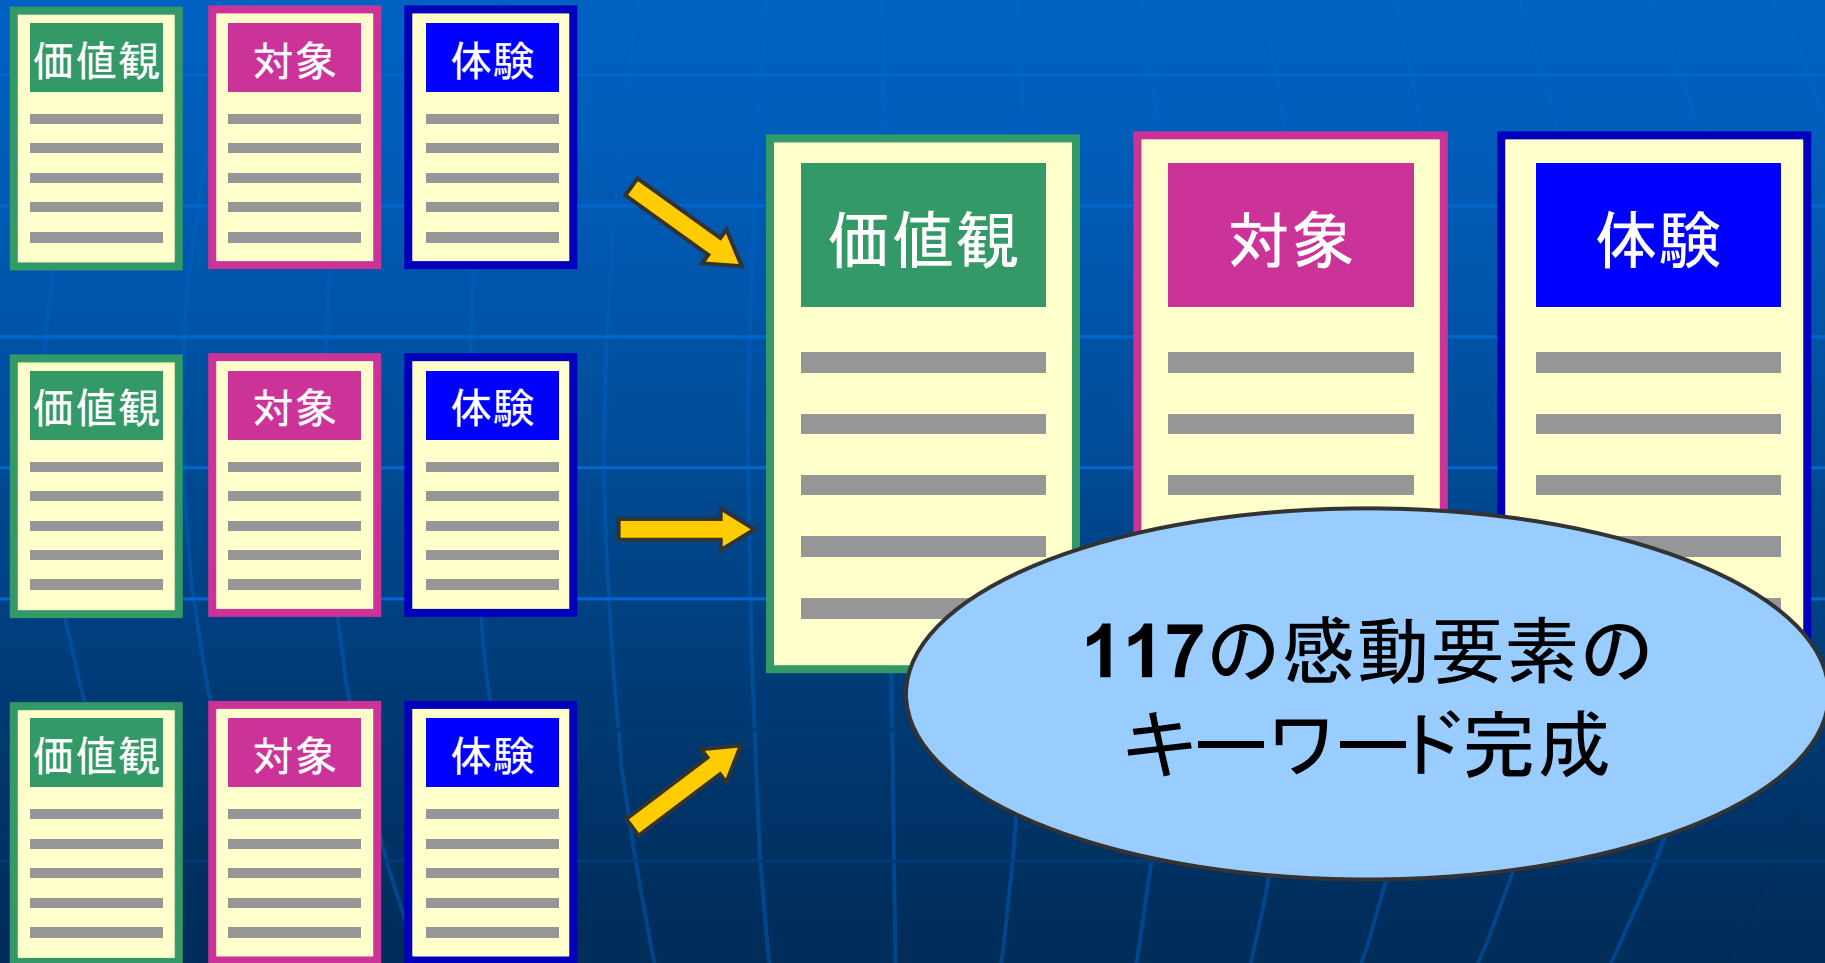 価値観
対象
体験
価値観
対象
体験
価値観
対象
体験
価値観
対象
体験
117の感動要素の
キーワード完成